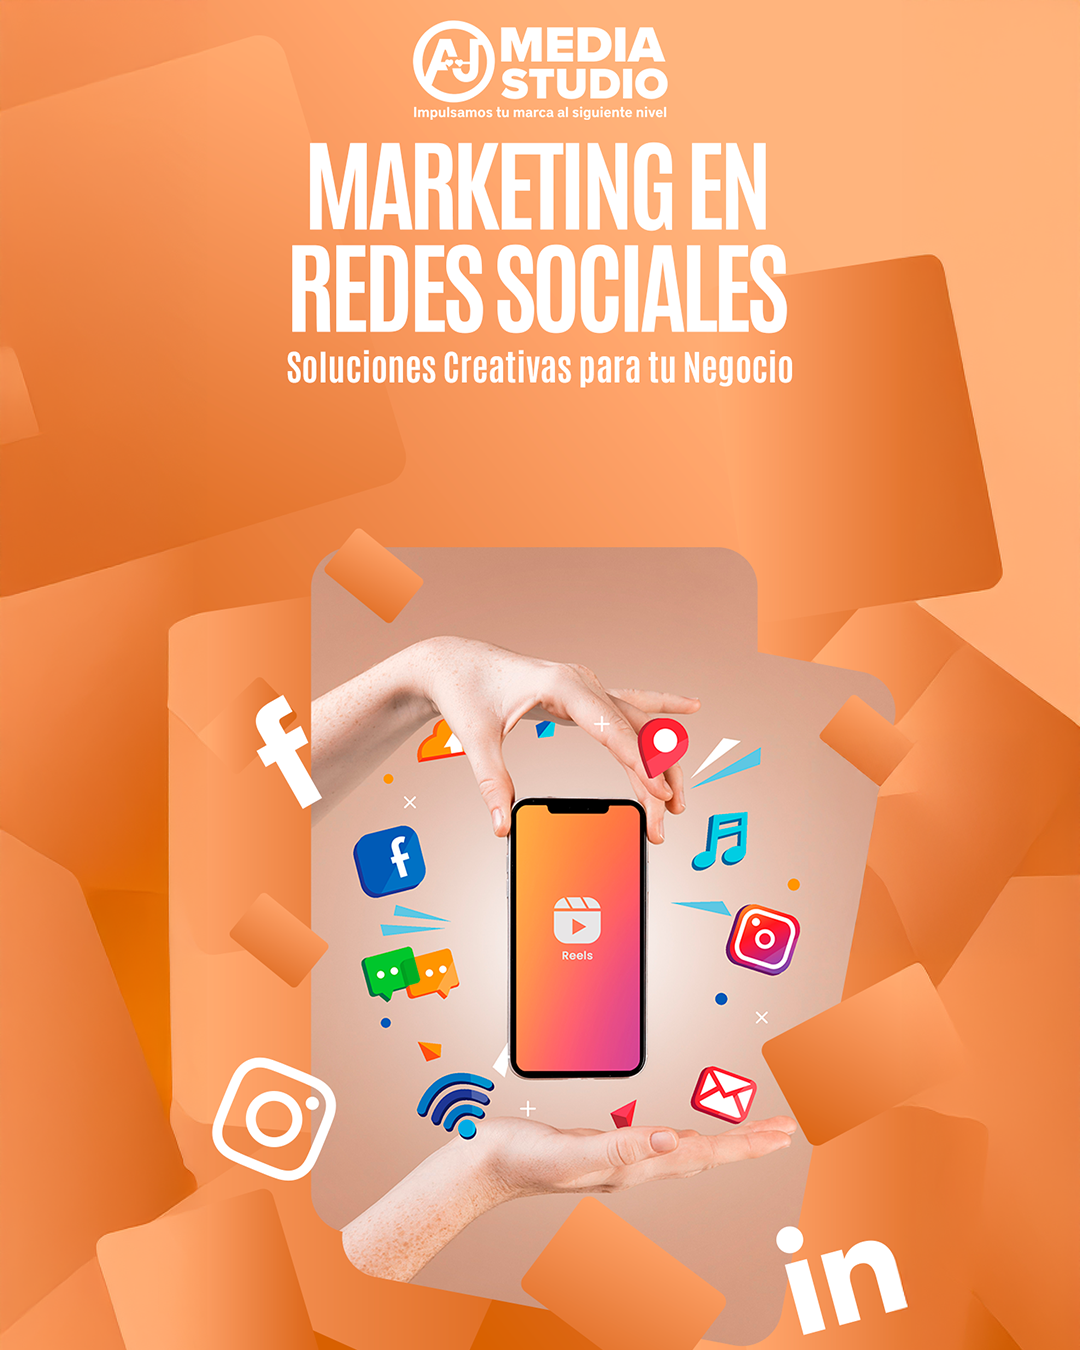 AJ MEDIA
STUDIO
Impulsamos tu marca al siguiente nivel
MARKETING EN
REDES SOCIALES
Soluciones Creativas para tu Negocio
f
f
Reels
in